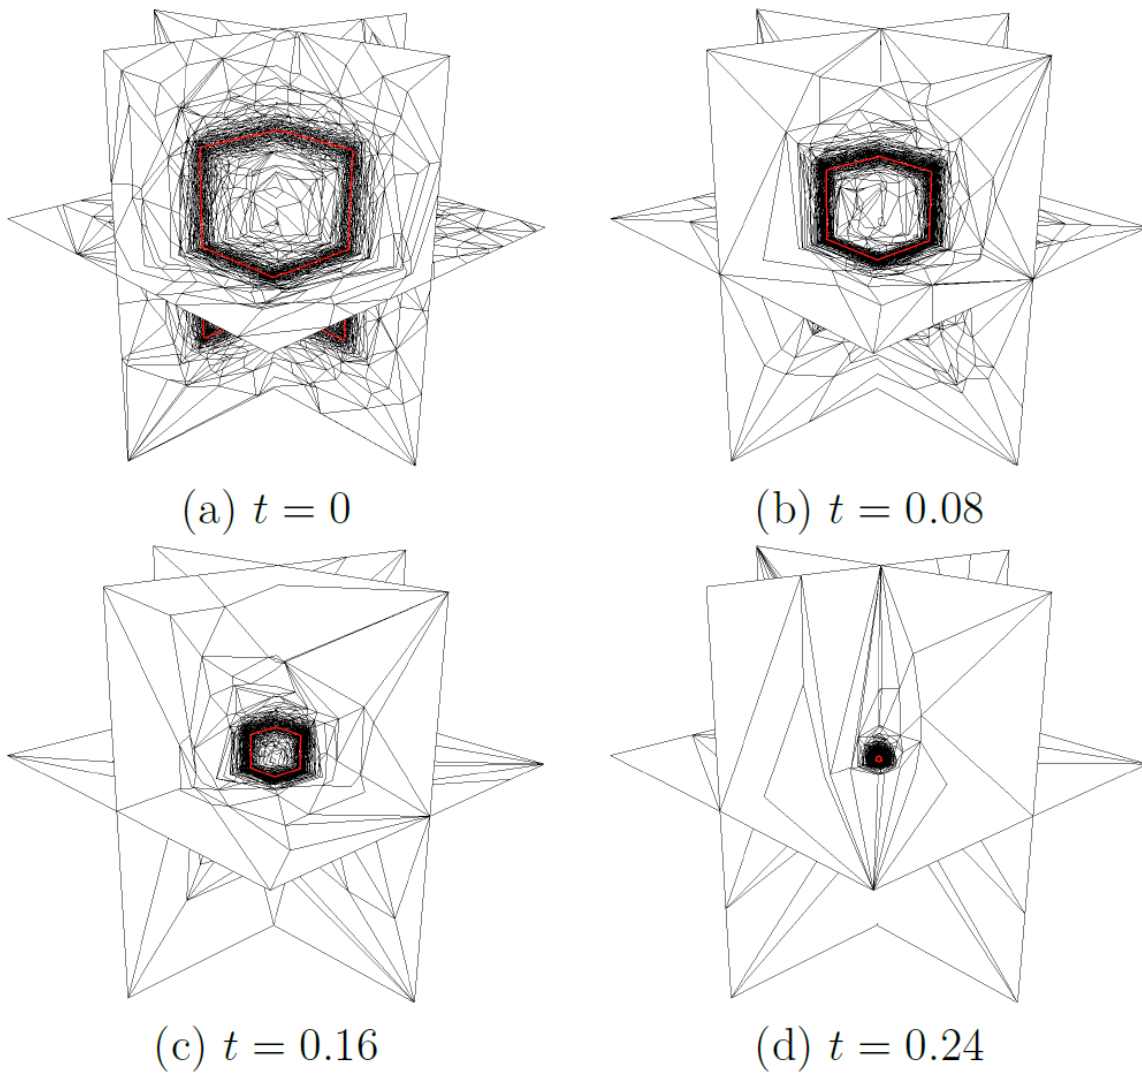 (a) t = 0
(b) t = 0.08
(c) t = 0.16
(d) t = 0.24